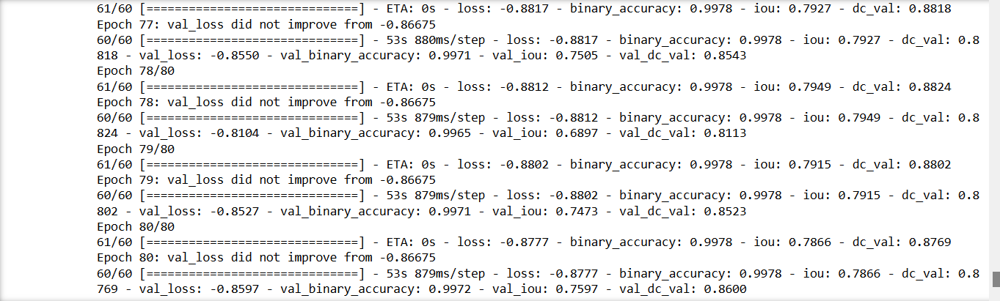 61/60 [==============================] - ETA: 0s - loss: -0.8817 - binary_accuracy: 0.9978 - iou: 0.7927 - dc_val: 0.8818
Epoch 77: val_loss did not improve from -0.86675
60/60 [==============================] - 53s 880ms/step - loss: -0.8817 - binary_accuracy: 0.9978 - iou: 0.7927 - dc_val: 0.8
818 - val_loss: -0.8550 - val_binary_accuracy: 0.9971 - val_iou: 0.7505 - val_dc_val: 0.8543
Epoch 78/80
61/60 [==============================] - ETA: 0s - loss: -0.8812 - binary_accuracy: 0.9978 - iou: 0.7949 - dc_val: 0.8824
Epoch 78: val_loss did not improve from -0.86675
60/60 [==============================] - 53s 879ms/step - loss: -0.8812 - binary_accuracy: 0.9978 - iou: 0.7949 - dc_val: 0.8
824 - val_loss: -0.8104 - val_binary_accuracy: 0.9965 - val_iou: 0.6897 - val_dc_val: 0.8113
Epoch 79/80
61/60 [==============================] - ETA: 0s - loss: -0.8802 - binary_accuracy: 0.9978 - iou: 0.7915 - dc_val: 0.8802
Epoch 79: val_loss did not improve from -0.86675
60/60 [==============================] - 53s 879ms/step - loss: -0.8802 - binary_accuracy: 0.9978 - iou: 0.7915 - dc_val: 0.8
802 - val_loss: -0.8527 - val_binary_accuracy: 0.9971 - val_iou: 0.7473 - val_dc_val: 0.8523
Epoch 80/80
61/60 [==============================] - ETA: 0s - loss: -0.8777 - binary_accuracy: 0.9978 - iou: 0.7866 - dc_val: 0.8769
Epoch 80: val_loss did not improve from -0.86675
60/60 [==============================] - 53s 879ms/step - loss: -0.8777 - binary_accuracy: 0.9978 - iou: 0.7866 - dc_val: 0.8
769 - val_loss: -0.8597 - val_binary_accuracy: 0.9972 - val_iou: 0.7597 - val_dc_val: 0.8600